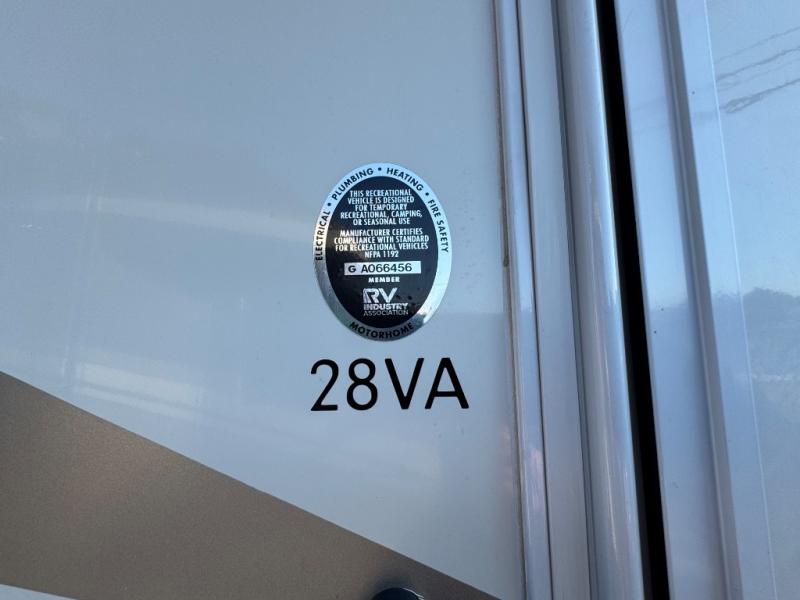 ELECTRICAL • PLUMBING • HEATING • FIRE SAFETY
THIS RECREATIONAL
VEHICLE IS DESIGNED
FOR TEMPORARY
RECREATIONAL, CAMPING,
OR SEASONAL USE
MANUFACTURER CERTIFIES
COMPLIANCE WITH STANDARD
FOR RECREATIONAL VEHICLES
NFPA 1192
G A066456
MEMBER
RV
INDUSTRY
ASSOCIATION
MOTORHOME
28VA